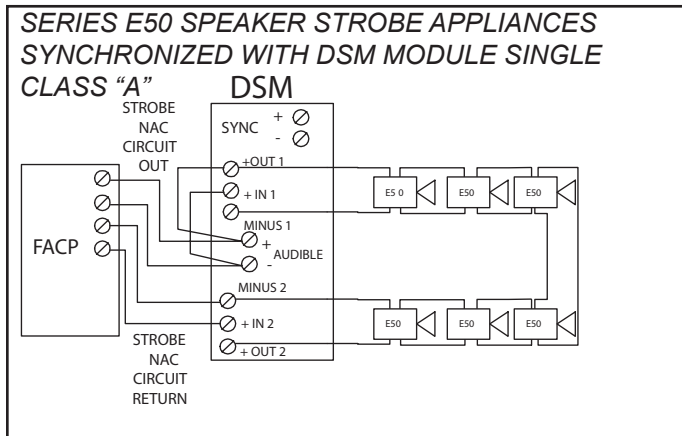 SERIES E50 SPEAKER STROBE APPLIANCES
SYNCHRONIZED WITH DSM MODULE SINGLE
CLASS “A”
DSM
STROBE
NAC
CIRCUIT
OUT
SYNC
+
-
+OUT 1
+ IN 1
MINUS 1
+
AUDIBLE
-
MINUS 2
+ IN 2
+ OUT 2
FACP
STROBE
NAC
CIRCUIT
RETURN
E5 0
E50
E50
E50
E50
E50